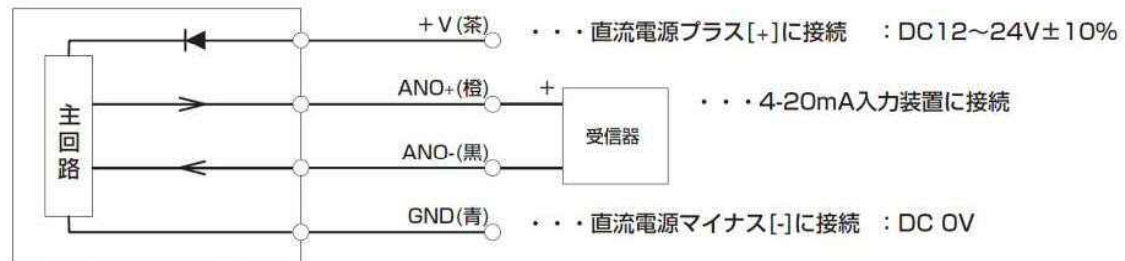 +V(茶) ・・・直流電源プラス[+]に接続 :DC12~24V±10%
ANO+(橙) + ・・・4-20mA入力装置に接続
主回路
受信器
ANO-(黒)
GND(青) ・・・直流電源マイナス[-]に接続 :DC 0V